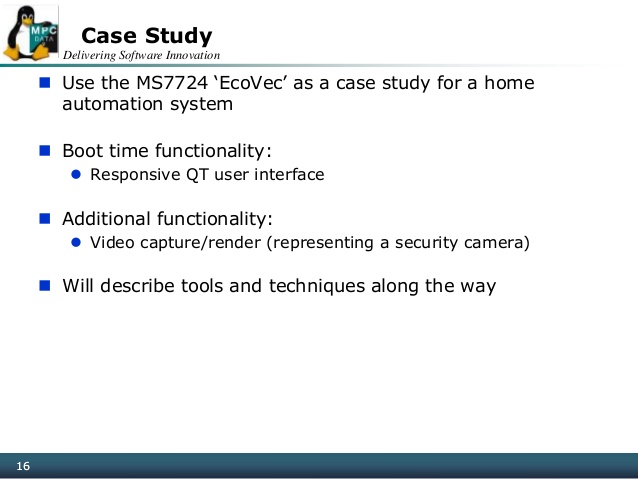 MPC
DATA
Case Study
Delivering Software Innovation
Use the MS7724 ‘EcoVec’ as a case study for a home
automation system
Boot time functionality:
Responsive QT user interface
Additional functionality:
Video capture/render (representing a security camera)
Will describe tools and techniques along the way
16